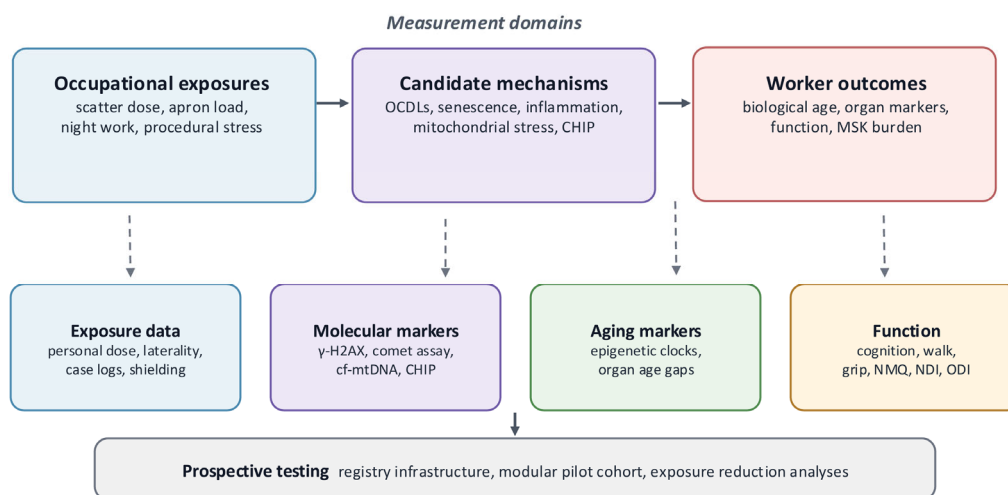 Measurement domains
Occupational exposures
scatter dose, apron load,
night work, procedural stress
Candidate mechanisms
OCDLs, senescence, inflammation,
mitochondrial stress, CHIP
Worker outcomes
biological age, organ markers,
function, MSK burden
Exposure data
personal dose, laterality,
case logs, shielding
Molecular markers
γ-H2AX, comet assay,
cf-mtDNA, CHIP
Aging markers
epigenetic clocks,
organ age gaps
Function
cognition, walk,
grip, NMQ, NDI, ODI
Prospective testing registry infrastructure, modular pilot cohort, exposure reduction analyses